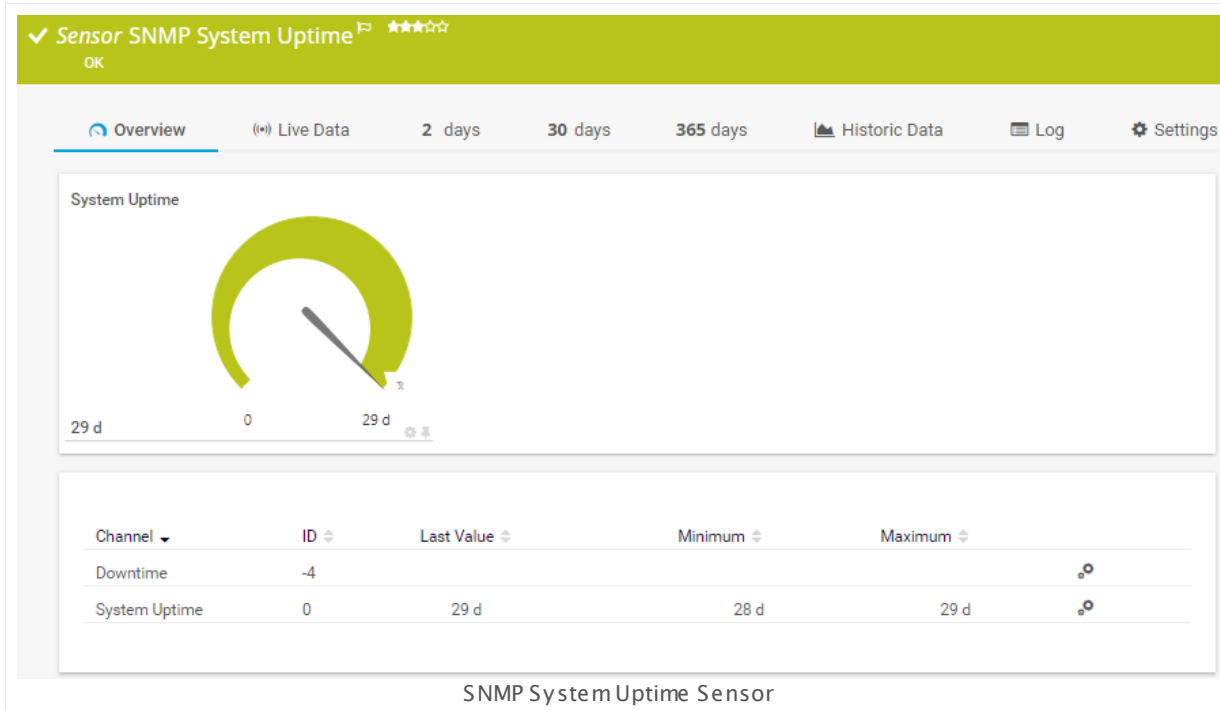 Sensor SNMP System Uptime
OK
Overview Live Data 2 days 30 days 365 days Historic Data Log Settings
System Uptime
0 29 d
29 d
Channel ID Last Value Minimum Maximum
Downtime -4
System Uptime 0 29 d 28 d 29 d
SNMP System Uptime Sensor